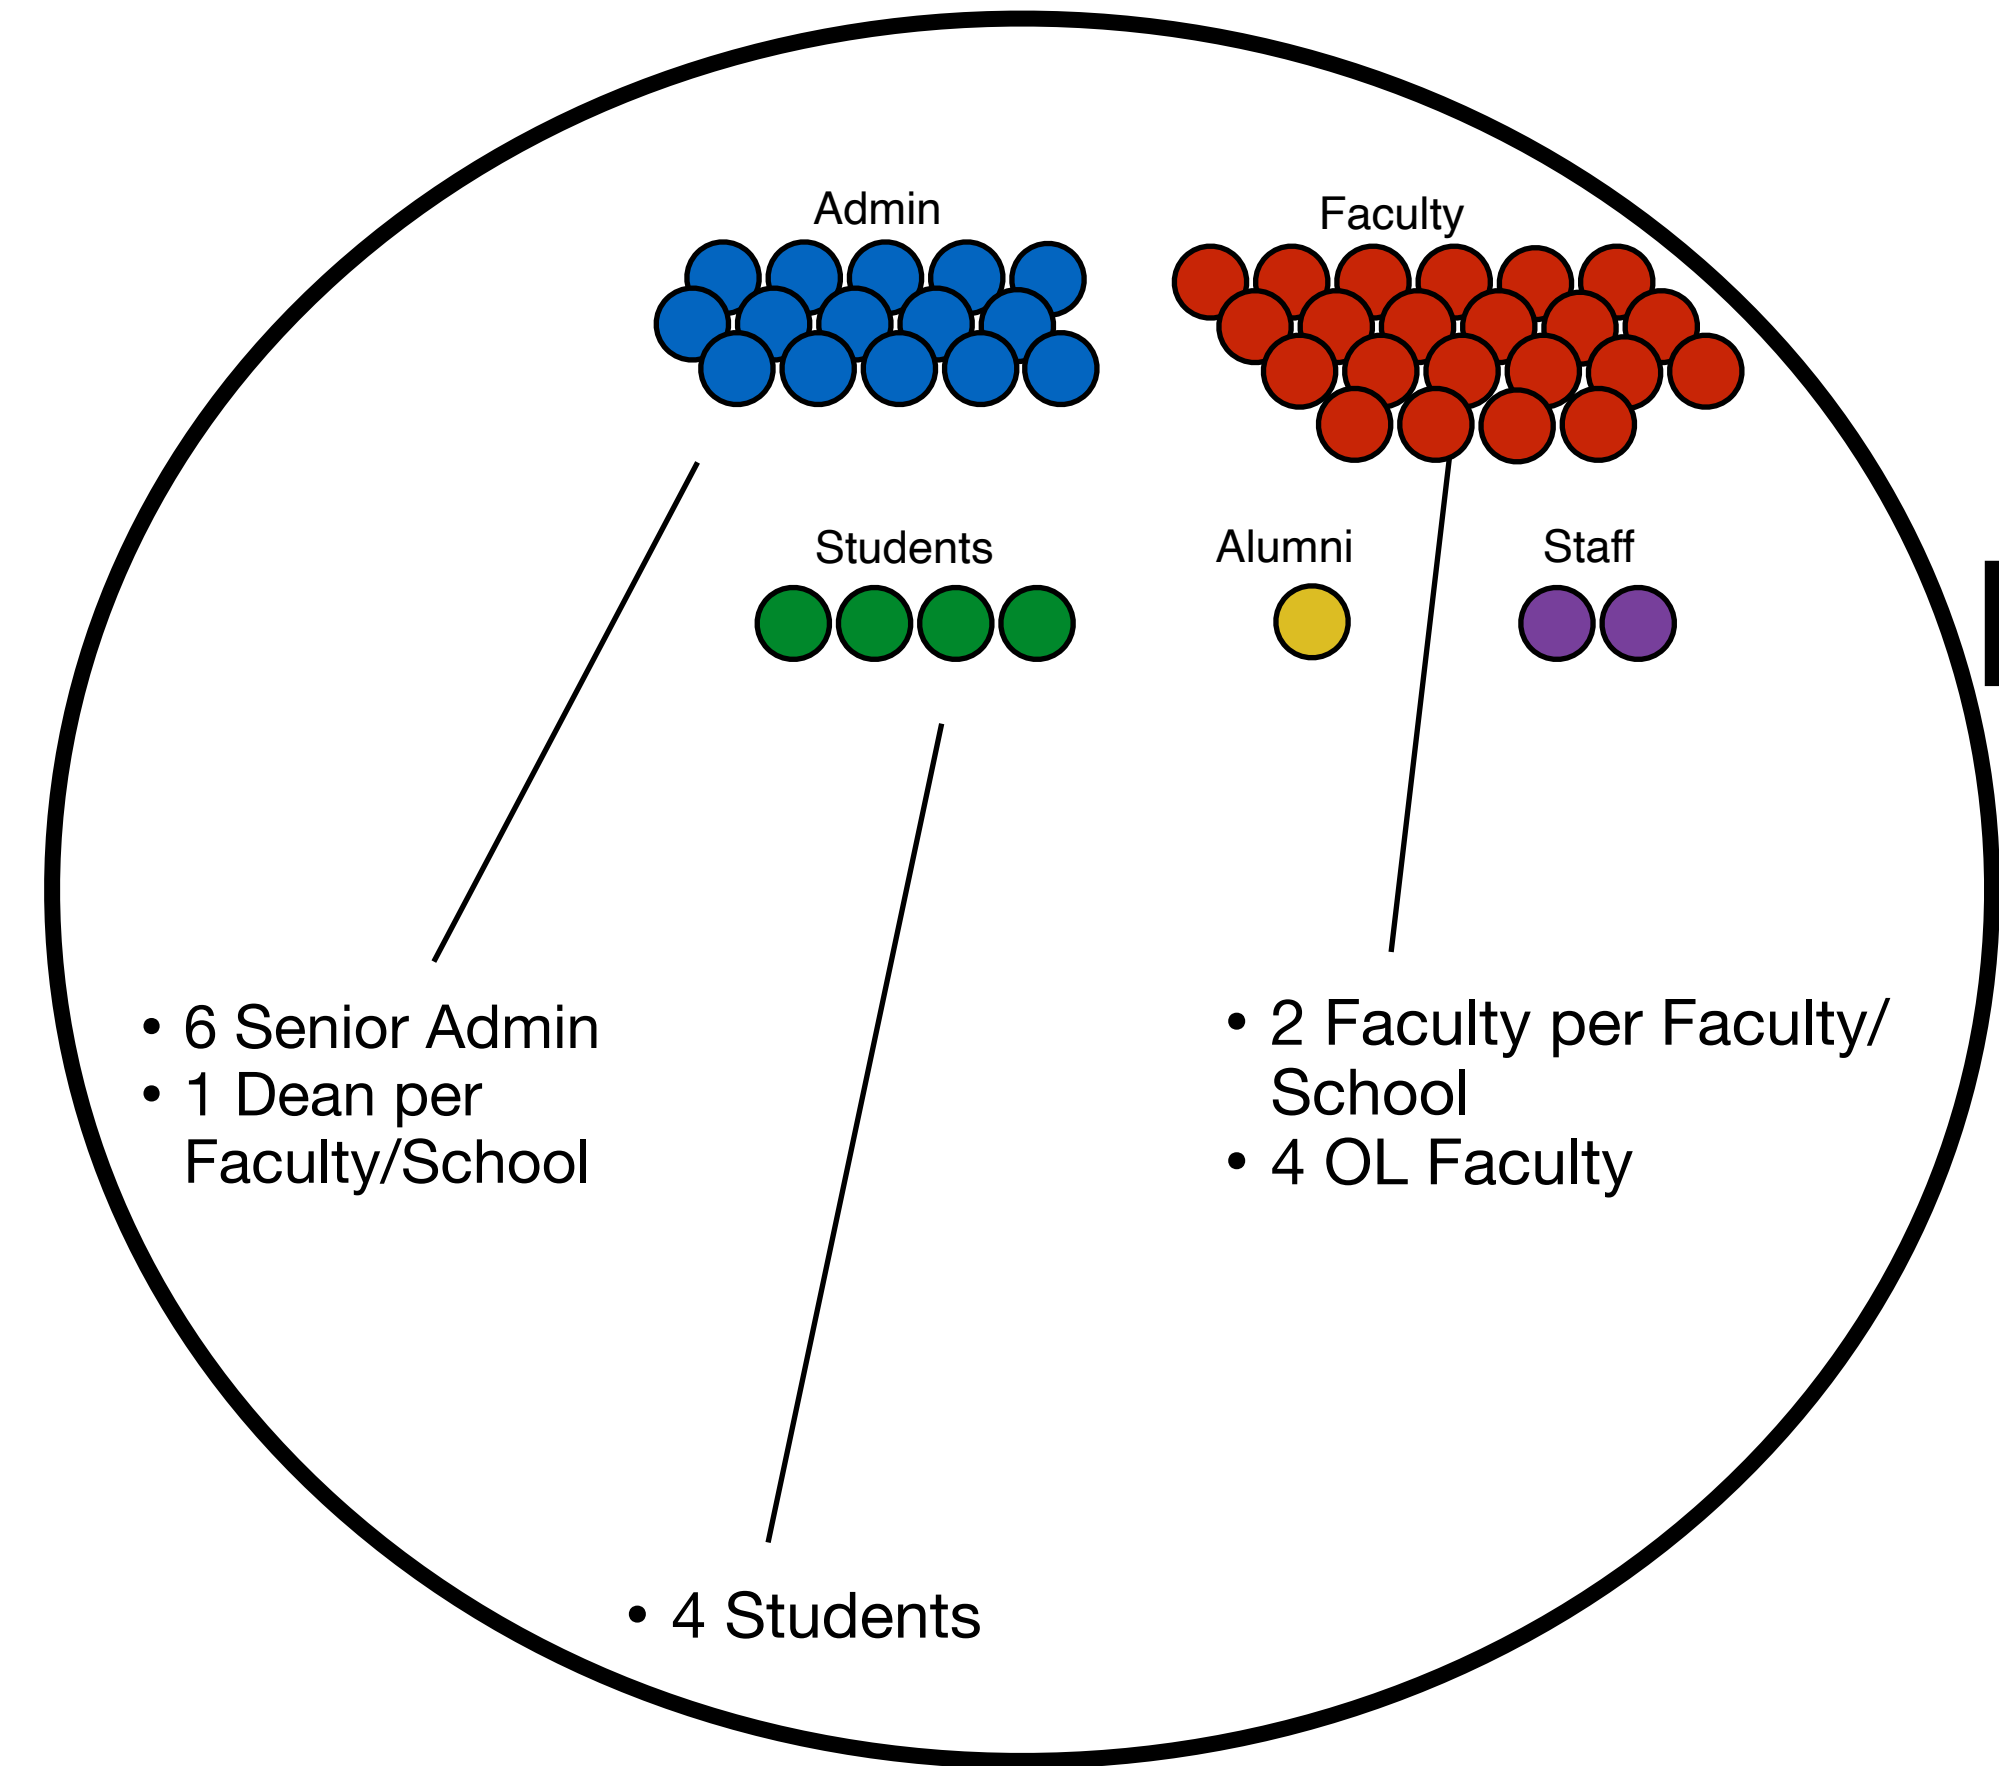 Admin
Faculty
Students
Alumni
Staff
• 6 Senior Admin
• 1 Dean per
Faculty/School
• 2 Faculty per Faculty/
School
• 4 OL Faculty
• 4 Students